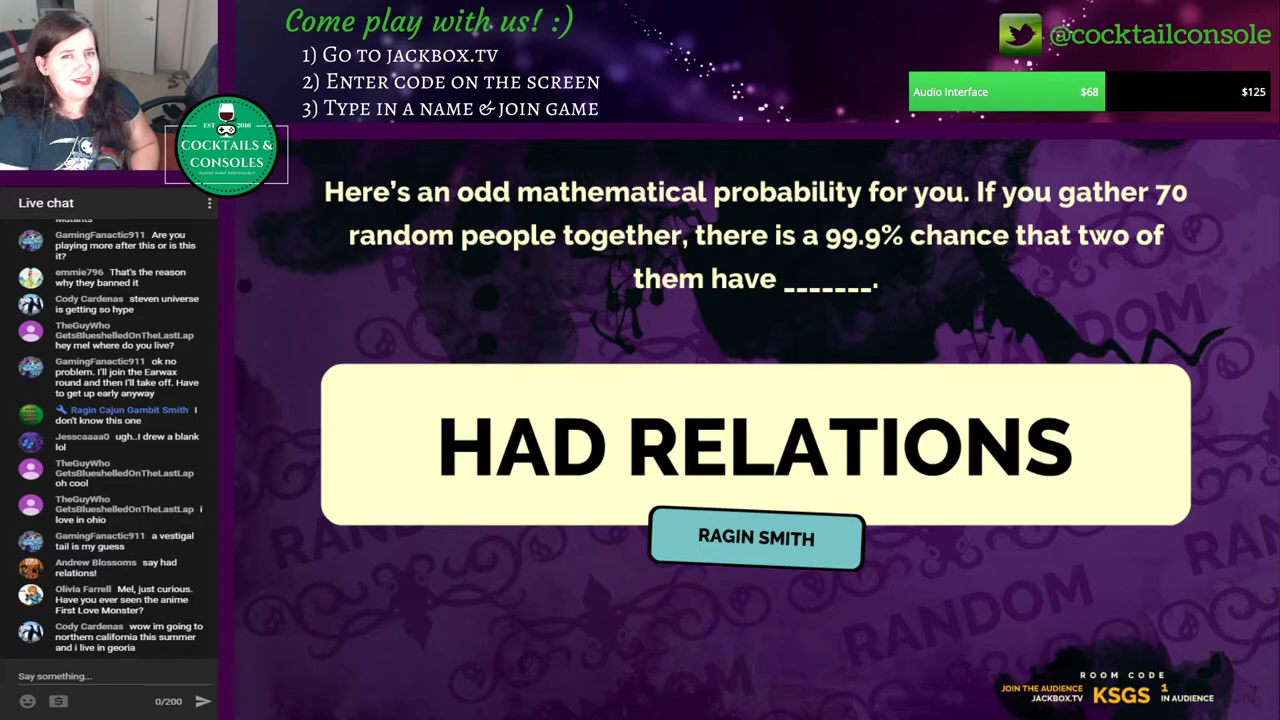 Come play with us! :)
1) Go to jackbox.tv
2) Enter code on the screen
3) Type in a name & join game
@cocktailconsole
Audio Interface $68 $125
EST 2016
COCKTAILS &
CONSOLES
Live chat
Mutants
GamingFanactic911 Are you
playing more after this or is this
it?
emmie796 That's the reason
why they banned it
Cody Cardenas steven universe
is getting so hype
TheGuyWho
GetsBlueshelledOnTheLastLap
hey mel where do you live?
GamingFanactic911 ok no
problem. I'll join the Earwax
round and then I'll take off. Have
to get up early anyway
Ragin Cajun Gambit Smith I
don't know this one
Jesscaaaa0 ugh..I drew a blank
lol
TheGuyWho
GetsBlueshelledOnTheLastLap
oh cool
TheGuyWho
GetsBlueshelledOnTheLastLap i
love in ohio
GamingFanactic911 a vestigal
tail is my guess
Andrew Blossoms say had
relations!
Olivia Farrell Mel, just curious.
Have you ever seen the anime
First Love Monster?
Cody Cardenas wow im going to
northern california this summer
and i live in georia
Say something...
0/200
Here's an odd mathematical probability for you. If you gather 70
random people together, there is a 99.9% chance that two of
them have _______.
HAD RELATIONS
RAGIN SMITH
RANDOM
RANDOM
RANDOM
ROOM CODE
JOIN THE AUDIENCE
JACKBOX.TV
KSGS
1
IN AUDIENCE